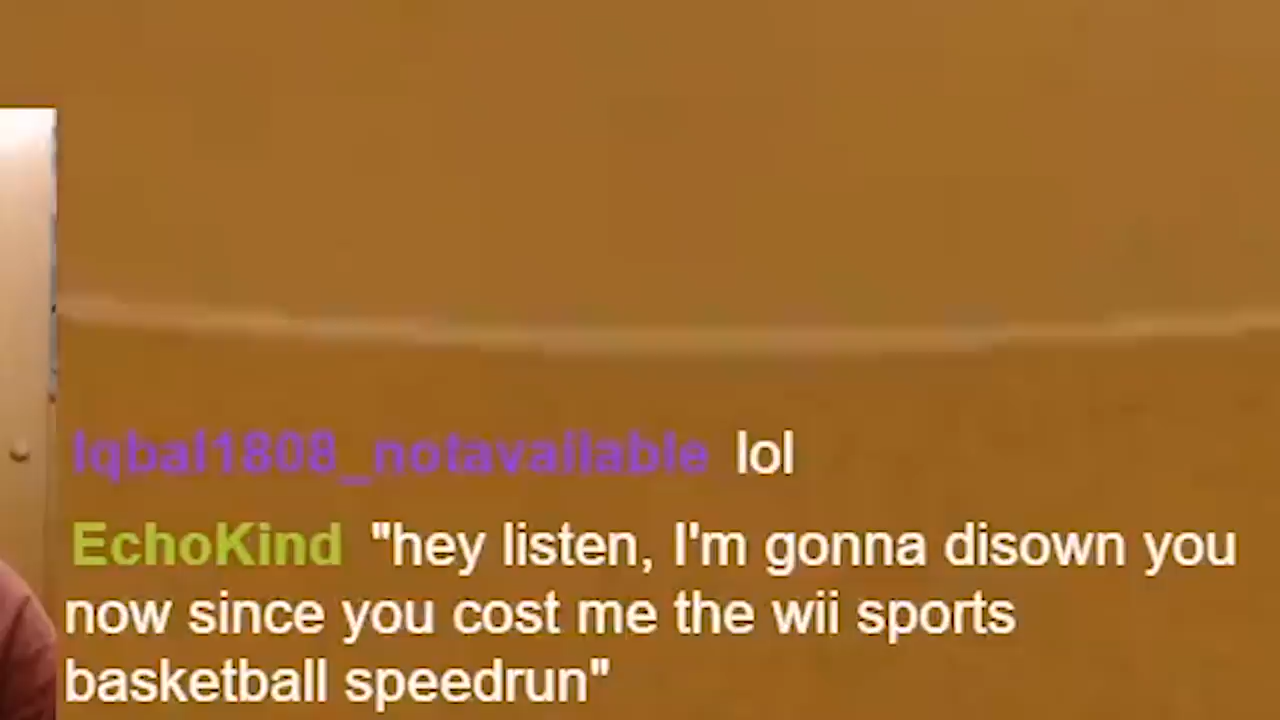 Iqbal1808_notavailable lol
EchoKind "hey listen, I'm gonna disown you
now since you cost me the wii sports
basketball speedrun"